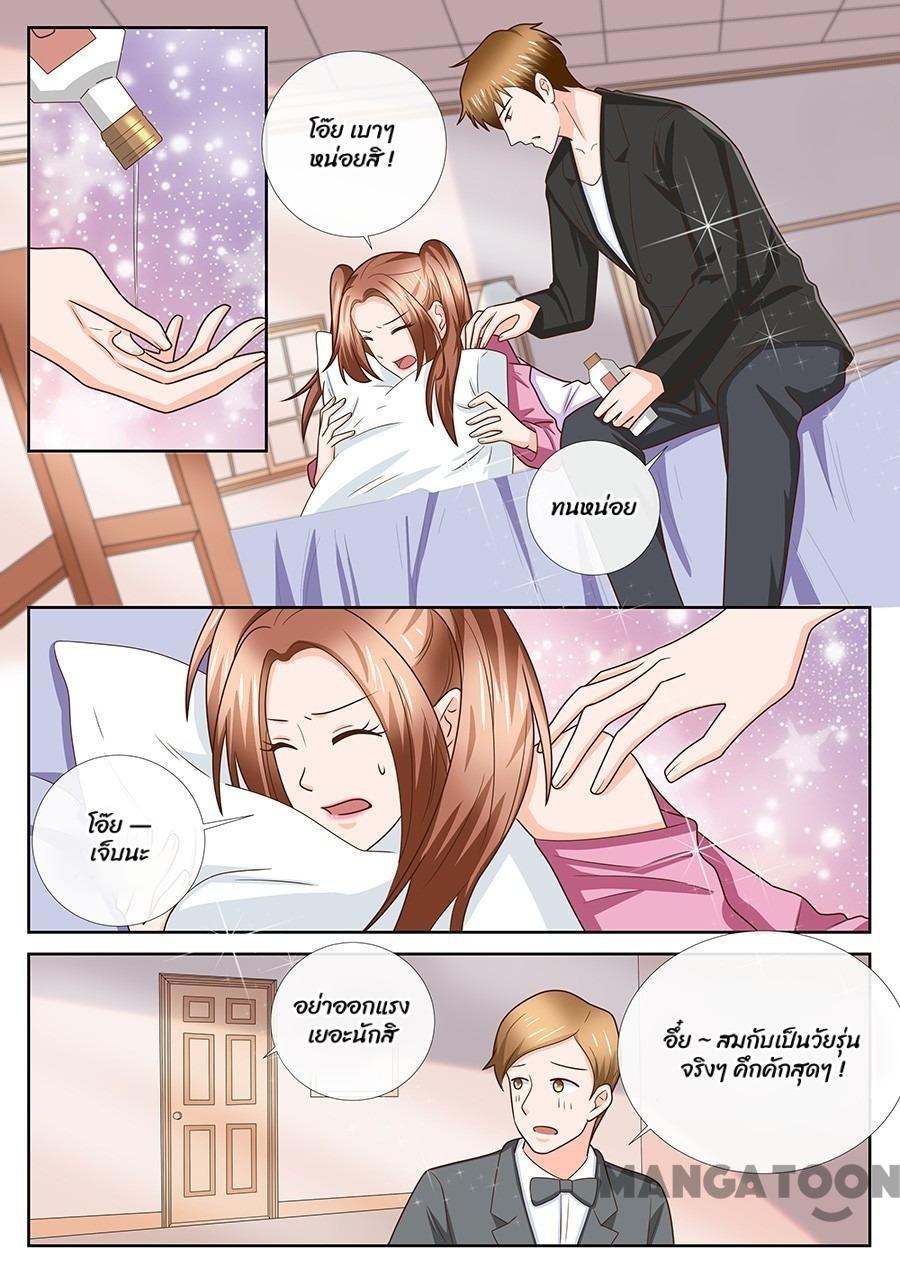 โอ๊ย เบาๆ
หน่อยสิ !
ทนหน่อย
โอ๊ย —
เจ็บนะ
อย่าออกแรง
เยอะนักสิ
อึ๋ย ~ สมกับเป็นวัยรุ่น
จริงๆ คึกคักสุดๆ !
MANGATOON